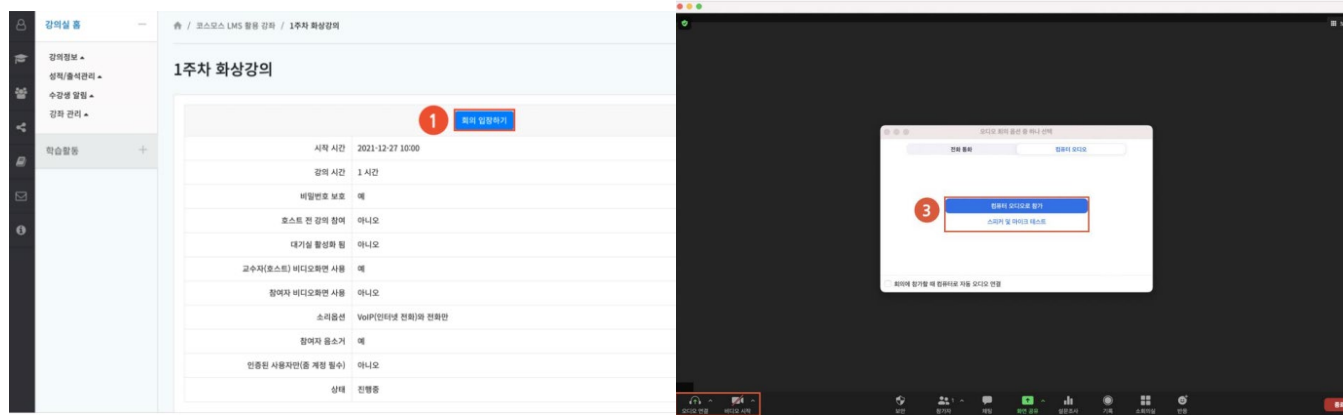 강의실 홈
강의정보
성적/출석관리
수강생 알림
강좌 관리
학습활동
/ 코스모스 LMS 활용 강좌 / 1주차 화상강의
1주차 화상강의
1
회의 입장하기
시작 시간 2021-12-27 10:00
강의 시간 1 시간
비밀번호 보호 예
호스트 전 강의 참여 아니오
대기실 활성화 됨 아니오
교수자(호스트) 비디오화면 사용 예
참여자 비디오화면 사용 아니오
소리옵션 VoIP(인터넷 전화)와 전화만
참여자 음소거 예
인증된 사용자만(줌 계정 필수) 아니오
상태 진행중
오디오 회의 옵션 중 하나 선택
전화 통화 컴퓨터 오디오
3
컴퓨터 오디오로 참가
스피커 및 마이크 테스트
회의에 참가할 때 컴퓨터로 자동 오디오 연결
1
오디오 연결 비디오 시작 보안 참가자 채팅 화면 공유 설문조사 기록 소회의실 반응